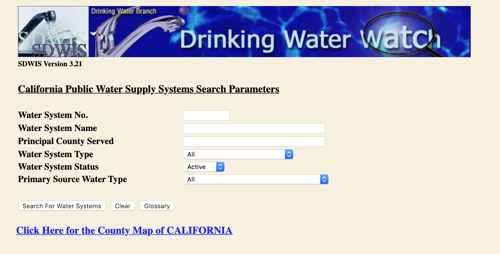 Drinking Water Branch
Drinking Water Watch
SDWIS
SDWIS Version 3.21
California Public Water Supply Systems Search Parameters
Water System No.
Water System Name
Principal County Served
Water System Type All
Water System Status Active
Primary Source Water Type All
Search For Water Systems Clear Glossary
Click Here for the County Map of CALIFORNIA